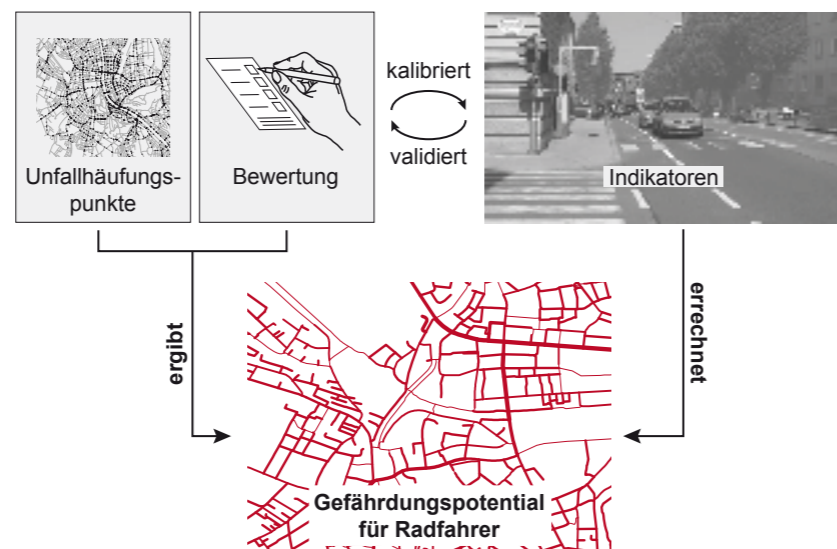 Unfallhäufungs-
punkte
Bewertung
kalibriert
validiert
Indikatoren
ergibt
errechnet
Gefährdungspotential
für Radfahrer